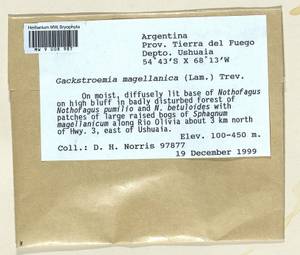 Herbarium MW, Bryophyta
MW 9 008 981
Argentina
Prov. Tierra del Fuego
Depto. Ushuaia
54°43'S X 68°13'W
Gackstroemia magellanica (Lam.) Trev.
On moist, diffusely lit base of Nothofagus
on high bluff in badly disturbed forest of
Nothofagus pumilio and N. betuloides with
patches of large raised bogs of Sphagnum
magellanicum along Rio Olivia about 3 km north
of Hwy. 3, east of Ushuaia.
Elev. 100-450 m.
Coll.: D. H. Norris 97877
19 December 1999